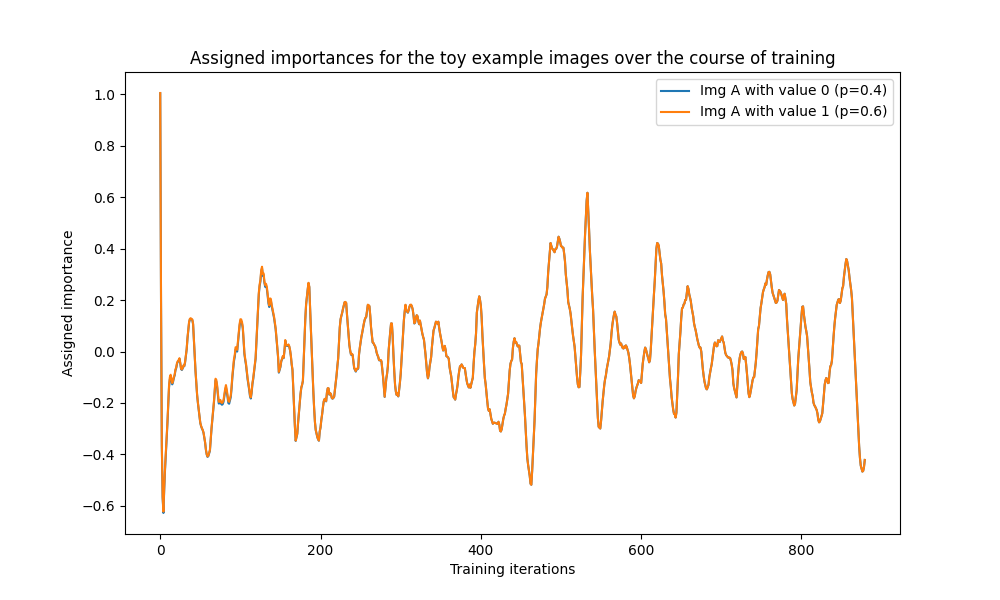 Assigned importances for the toy example images over the course of training
Img A with value 0 (p=0.4)
Img A with value 1 (p=0.6)
1.0
0.8
0.6
0.4
0.2
0.0
−0.2
−0.4
−0.6
Assigned importance
0 200 400 600 800
Training iterations